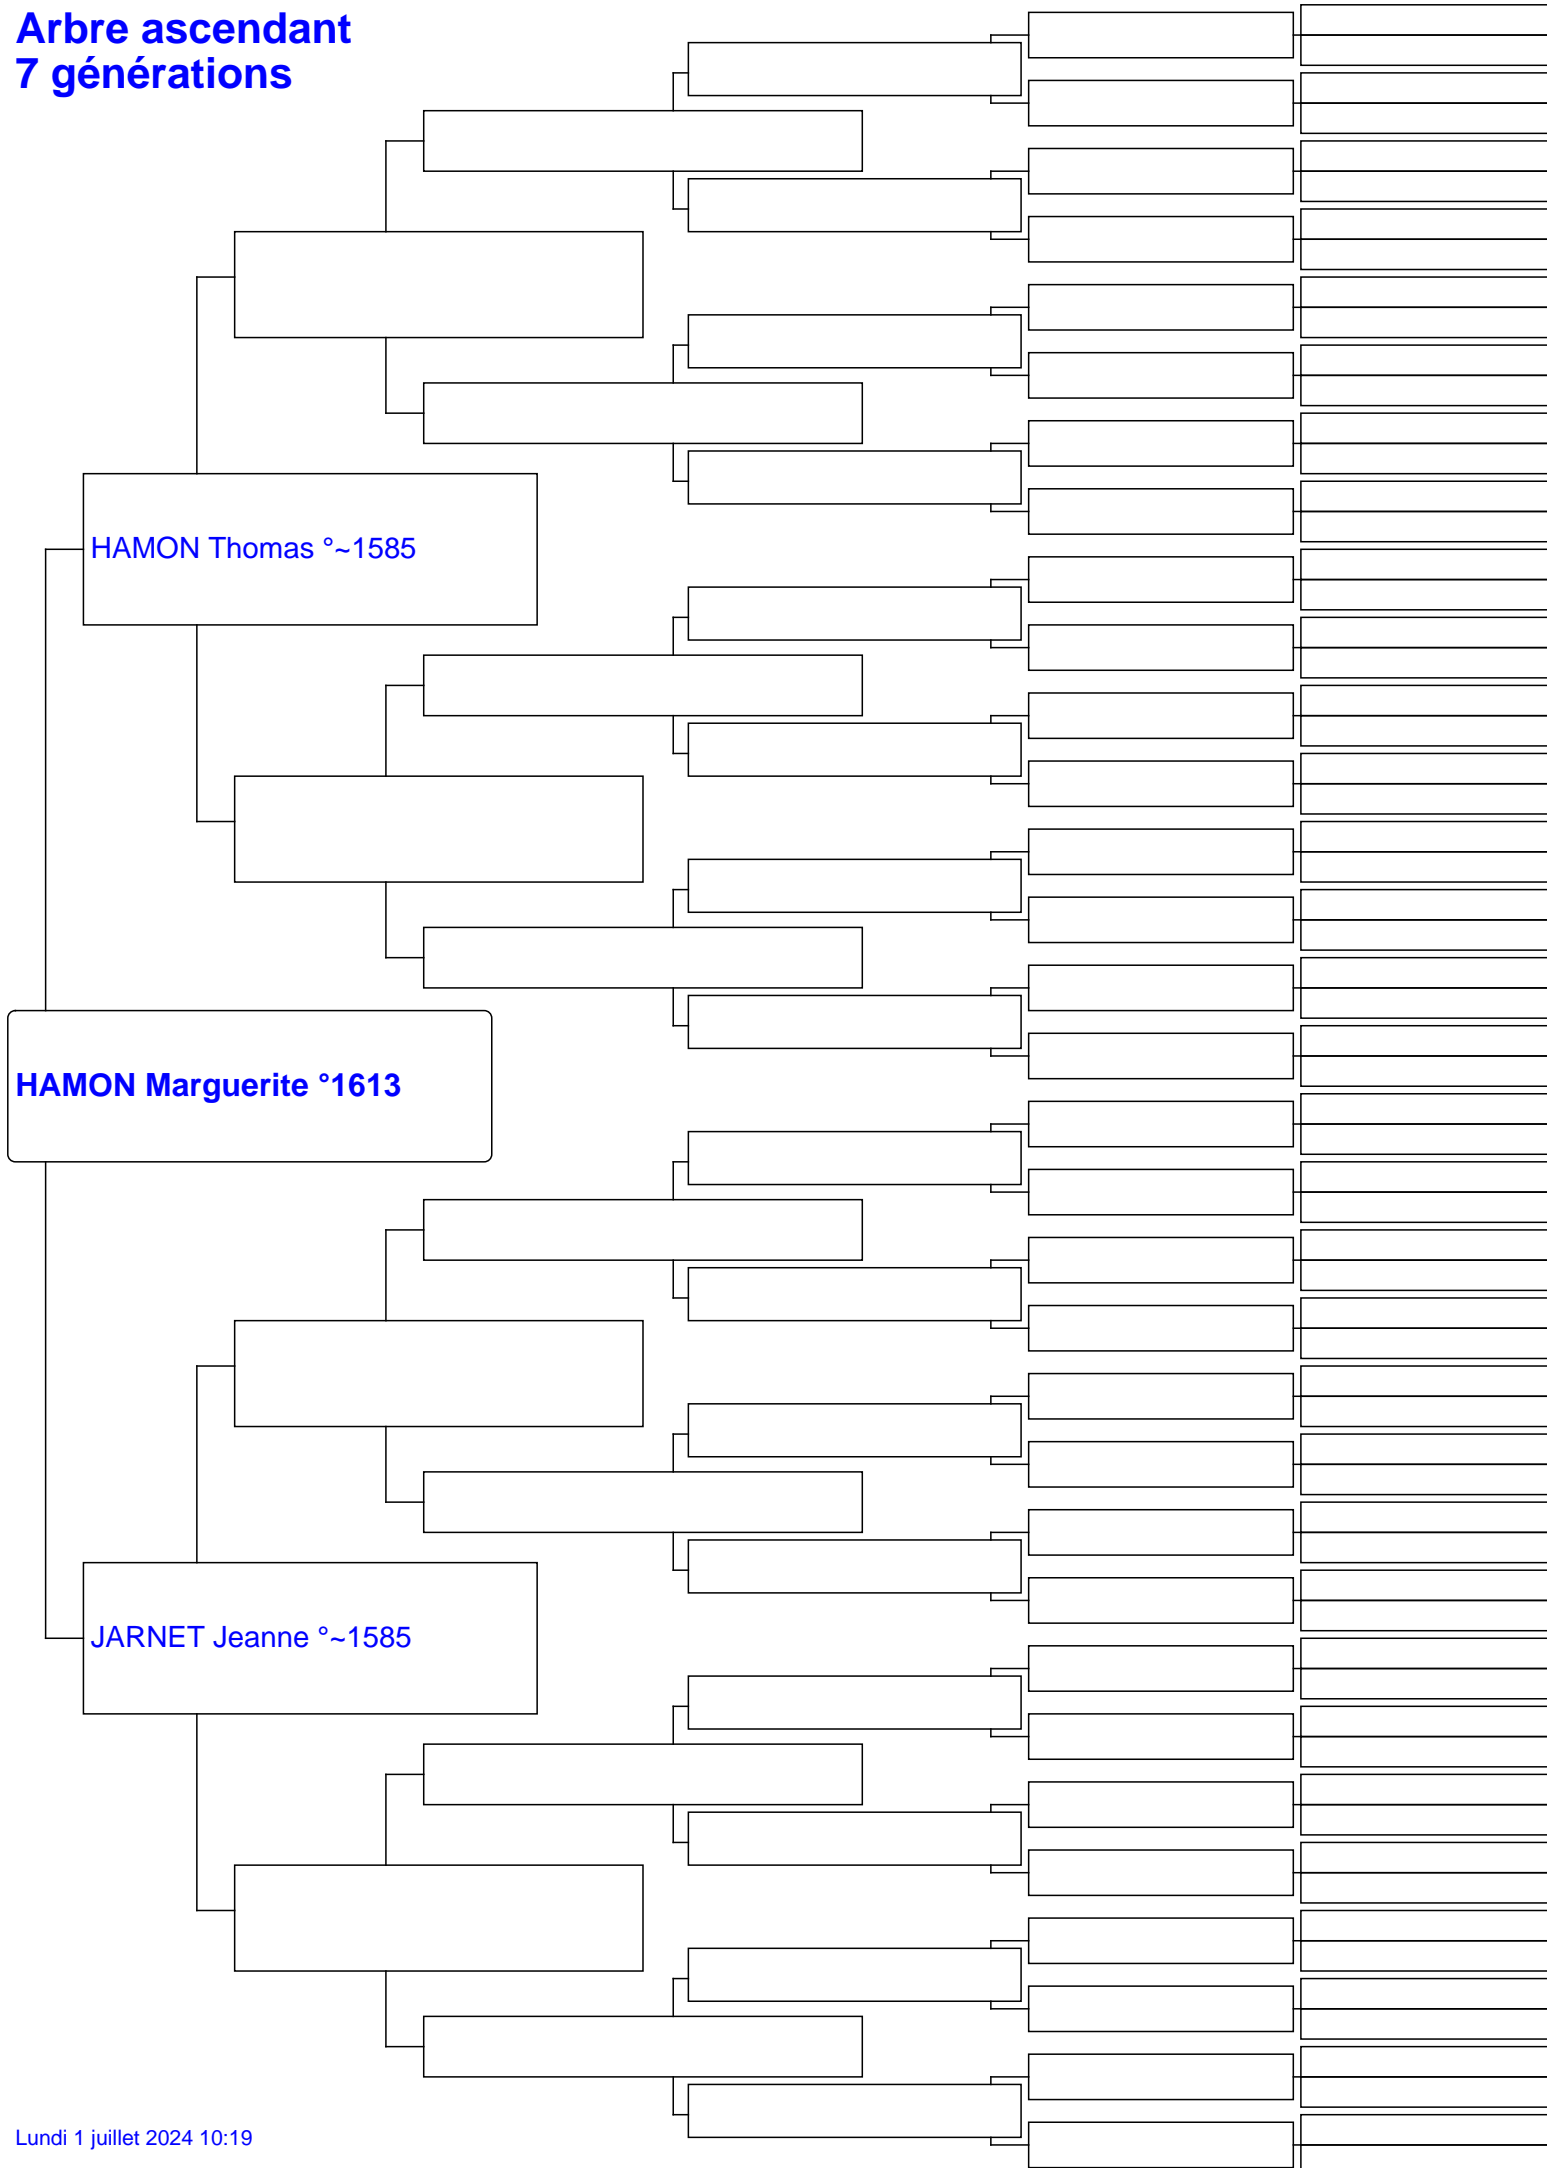 Arbre ascendant
7 générations
HAMON Thomas °~1585
HAMON Marguerite °1613
JARNET Jeanne °~1585
Lundi 1 juillet 2024 10:19